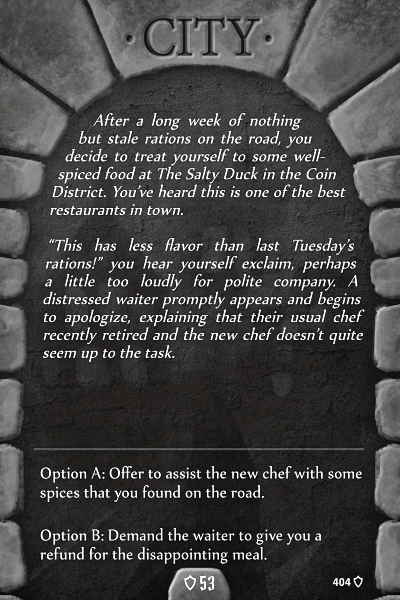 CITY
After a long week of nothing
but stale rations on the road, you
decide to treat yourself to some well-
spiced food at The Salty Duck in the Coin
District. You've heard this is one of the best
restaurants in town.
“This has less flavor than last Tuesday's
rations!” you hear yourself exclaim, perhaps
a little too loudly for polite company. A
distressed waiter promptly appears and begins
to apologize, explaining that their usual chef
recently retired and the new chef doesn't quite
seem up to the task.
Option A: Offer to assist the new chef with some
spices that you found on the road.
Option B: Demand the waiter to give you a
refund for the disappointing meal.
53
404